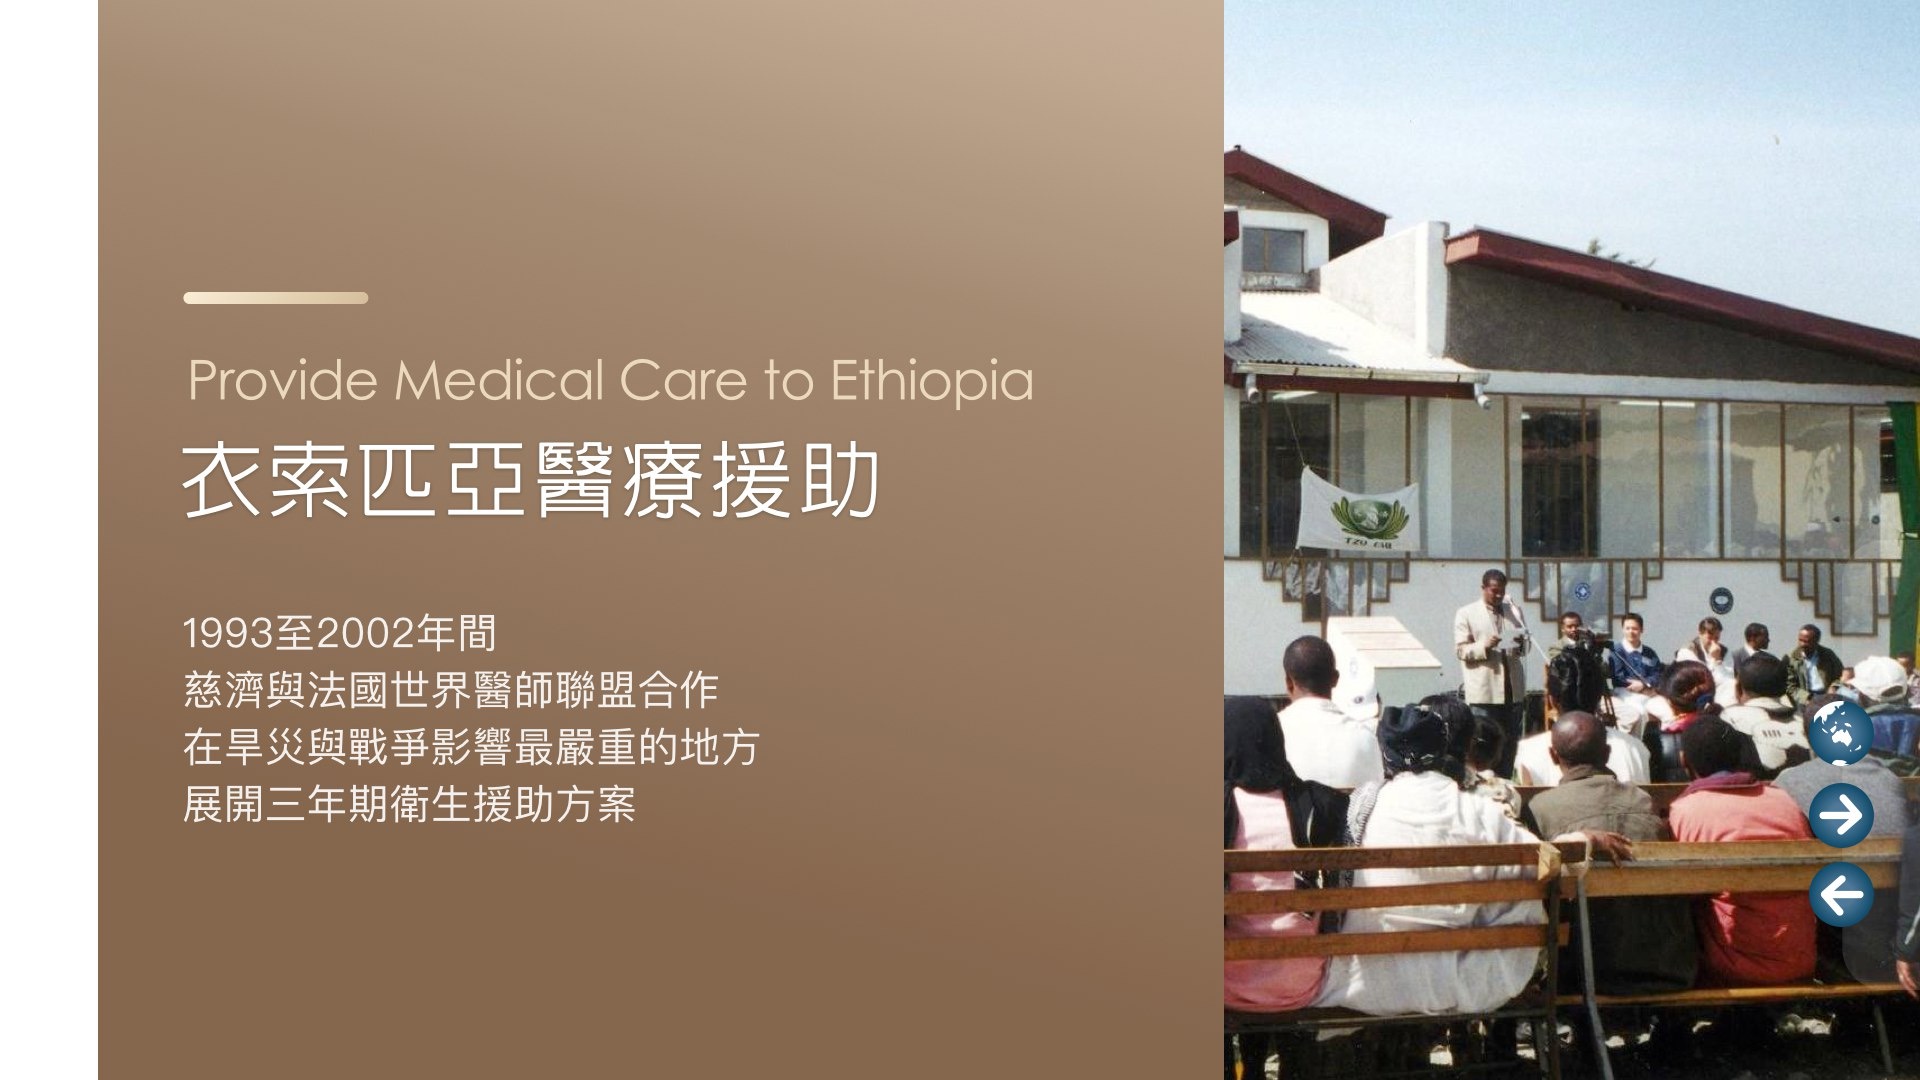 Provide Medical Care to Ethiopia
衣索匹亞醫療援助
1993至2002年間
慈濟與法國世界醫師聯盟合作
在旱災與戰爭影響最嚴重的地方
展開三年期衛生援助方案